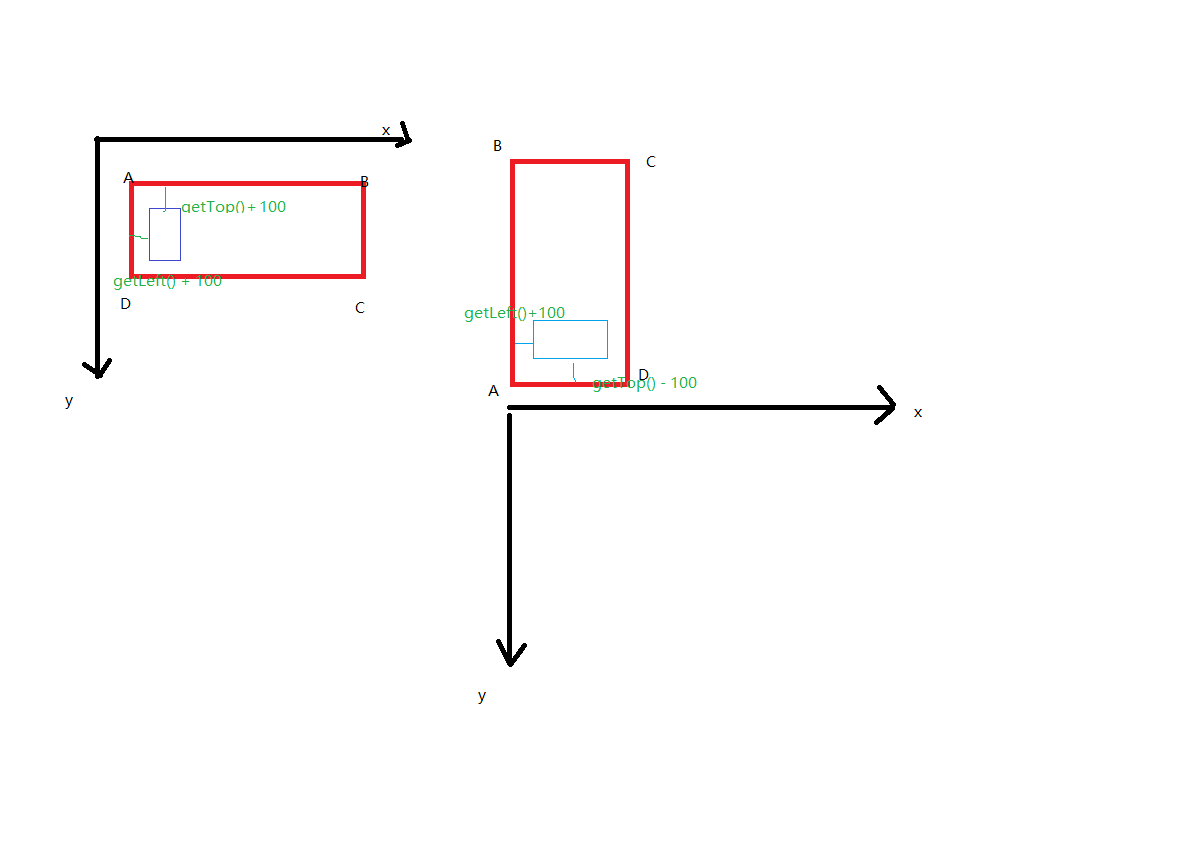 x
A
B
getTop() + 100
getLeft() + 100
D
C
y
B
C
getLeft()+100
D
getTop() - 100
A
x
y